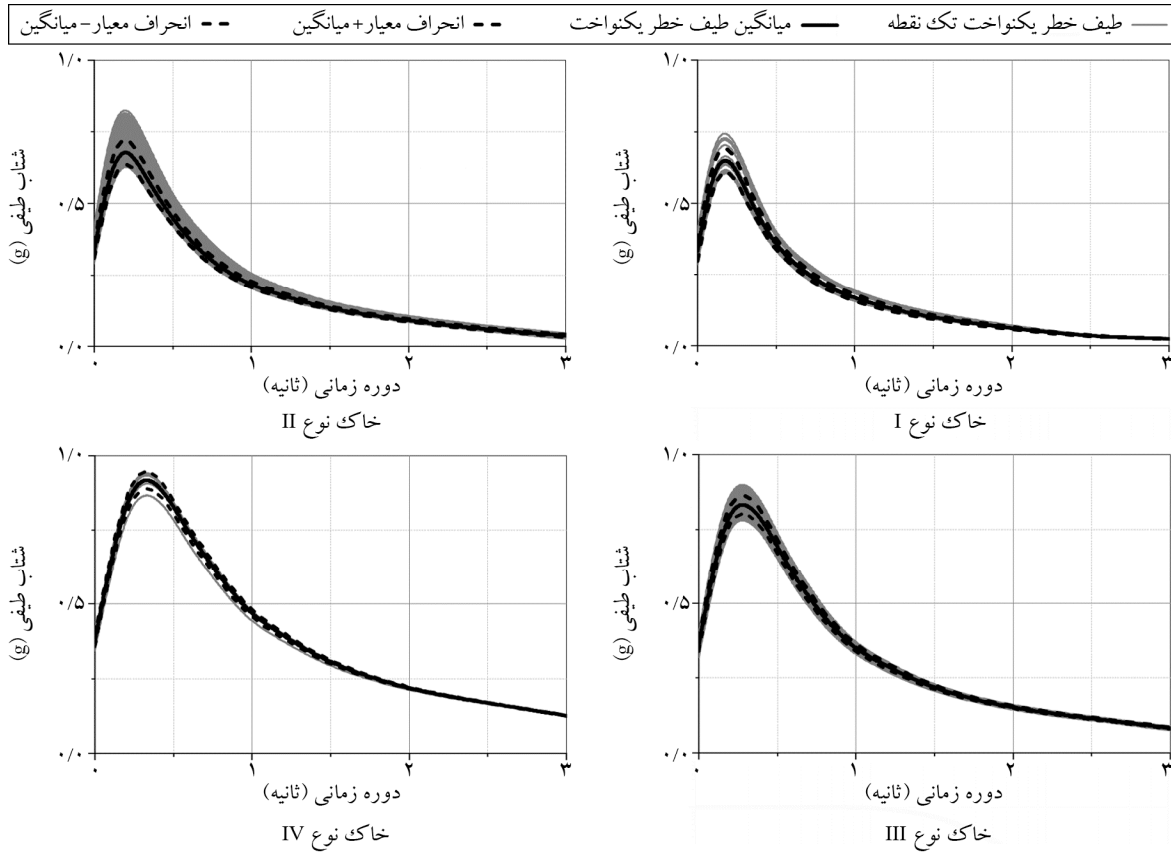 طیف خطر یکنواخت تک نقطه
میانگین طیف خطر یکنواخت
انحراف معیار+میانگین
انحراف معیار−میانگین
۱/۰
۰/۵
۰/۰
شتاب طیفی (g)
۰ ۱ ۲ ۳
دوره زمانی (ثانیه)
خاک نوع I
۱/۰
۰/۵
۰/۰
شتاب طیفی (g)
۰ ۱ ۲ ۳
دوره زمانی (ثانیه)
خاک نوع II
۱/۰
۰/۵
۰/۰
شتاب طیفی (g)
۰ ۱ ۲ ۳
دوره زمانی (ثانیه)
خاک نوع III
۱/۰
۰/۵
۰/۰
شتاب طیفی (g)
۰ ۱ ۲ ۳
دوره زمانی (ثانیه)
خاک نوع IV